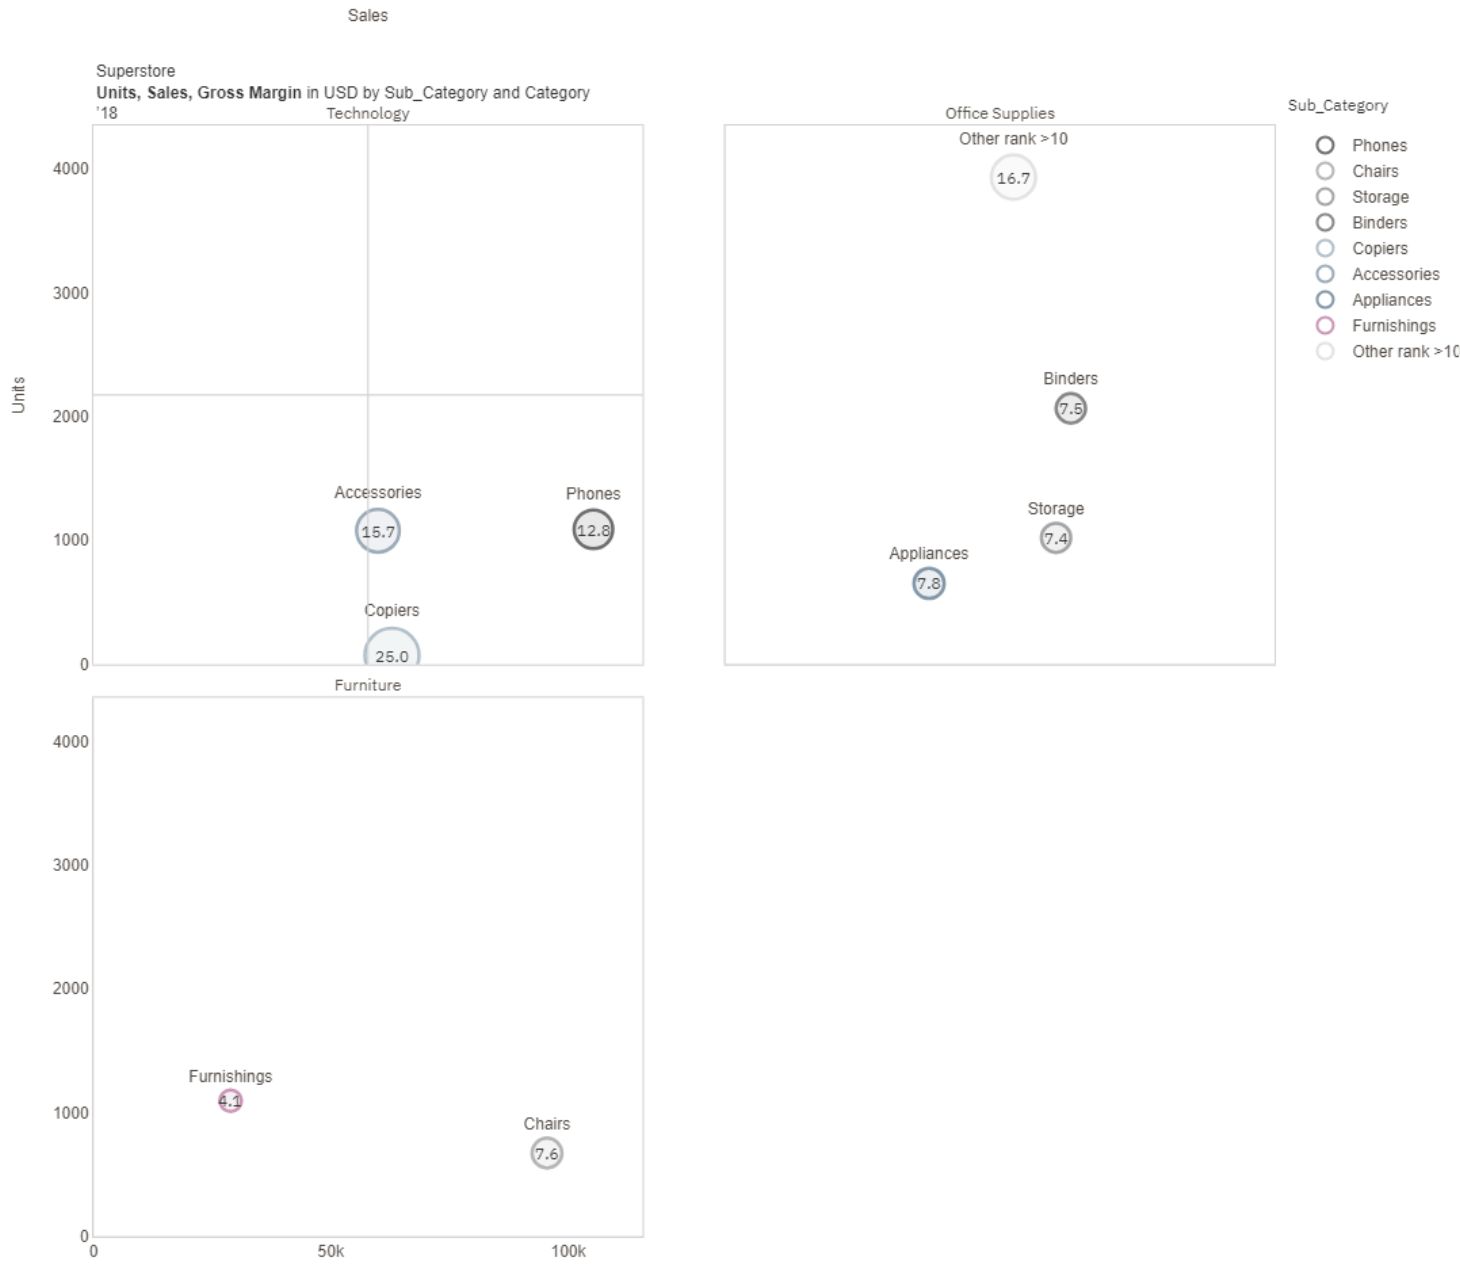 Sales
Superstore
Units, Sales, Gross Margin in USD by Sub_Category and Category
'18
Technology
4000
3000
2000
1000
0
Units
Accessories
15.7
Phones
12.8
Copiers
25.0
Office Supplies
Other rank >10
16.7
Binders
7.5
Storage
7.4
Appliances
7.8
Sub_Category
Phones
Chairs
Storage
Binders
Copiers
Accessories
Appliances
Furnishings
Other rank >10
Furniture
4000
3000
2000
1000
0
Furnishings
4.1
Chairs
7.6
0
50k
100k